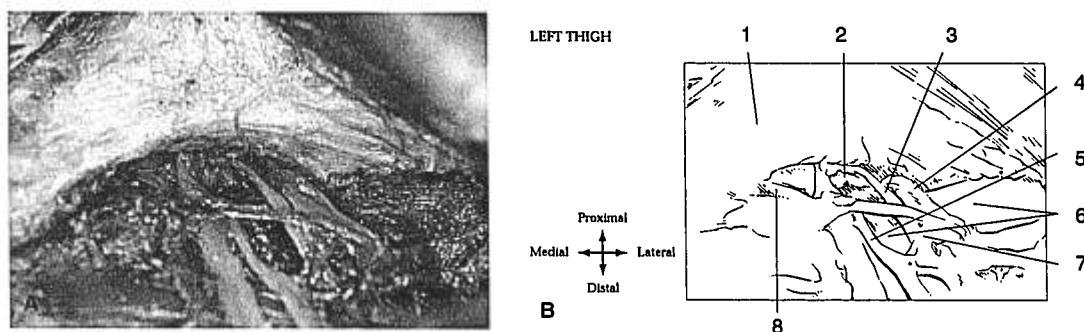 A
LEFT THIGH
1
2
3
4
5
6
7
8
Proximal
Medial
Lateral
Distal
B